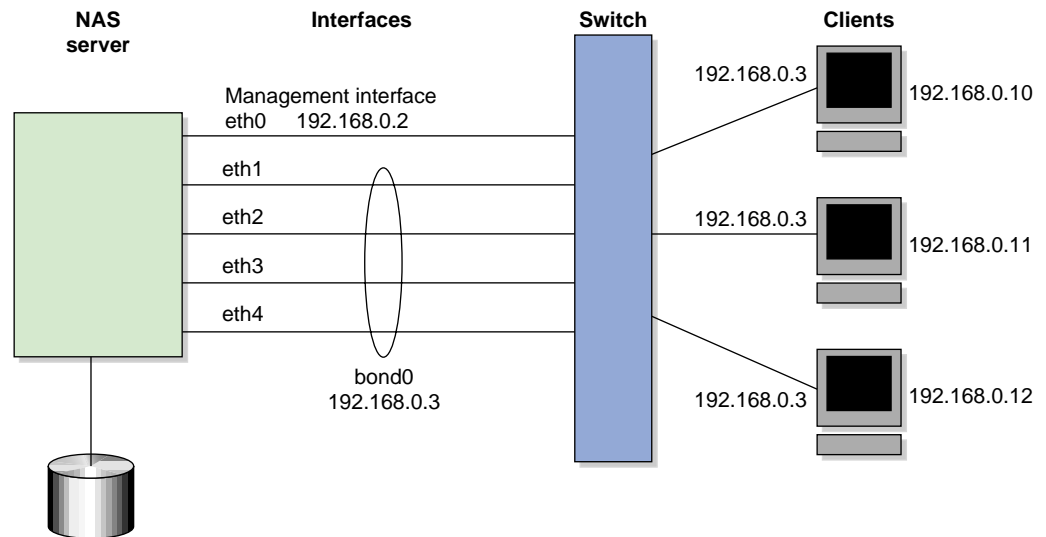 NAS
server
Interfaces
Switch
Clients
Management interface
eth0 192.168.0.2
eth1
eth2
eth3
eth4
bond0
192.168.0.3
192.168.0.3
192.168.0.10
192.168.0.3
192.168.0.11
192.168.0.3
192.168.0.12